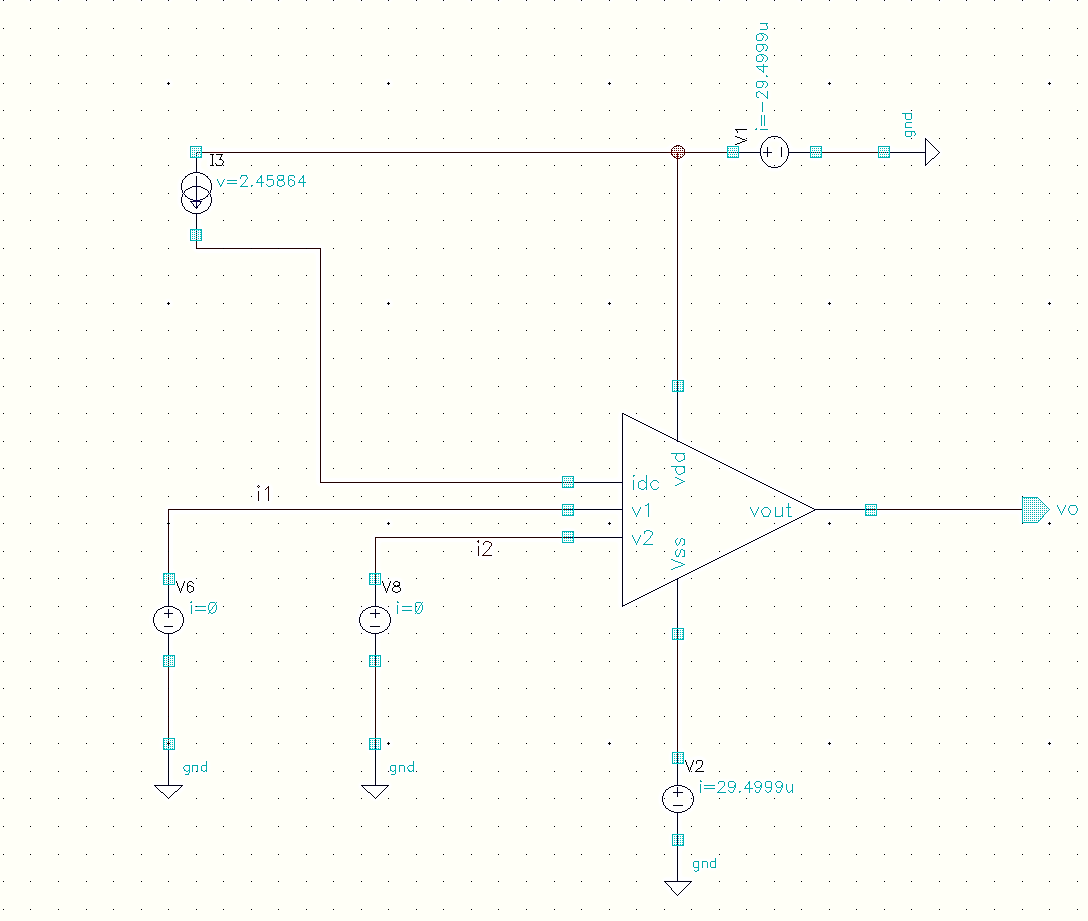 i=-29.4999u
V1
gnd
I3
v=2.45864
vdd
idc
i1
v1
vout
vo
v2
i2
Vss
V6
i=0
V8
i=0
gnd
gnd
V2
i=29.4999u
gnd